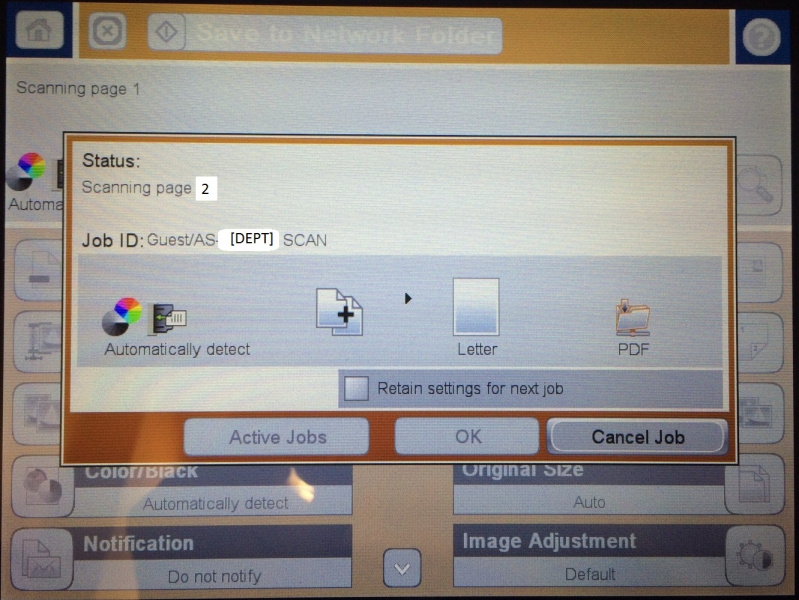 Save to Network Folder
?
Scanning page 1
Automa
Status:
Scanning page 2
Job ID: Guest/AS-[DEPT] SCAN
Automatically detect
Letter
PDF
Retain settings for next job
Active Jobs
OK
Cancel Job
Color/Black
Automatically detect
Original Size
Auto
Notification
Do not notify
Image Adjustment
Default